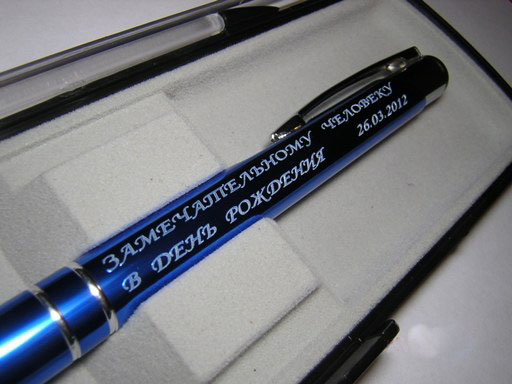 ЗАМЕЧАТЕЛЬНОМУ ЧЕЛОВЕКУ
В ДЕНЬ РОЖДЕНИЯ 26.03.2012